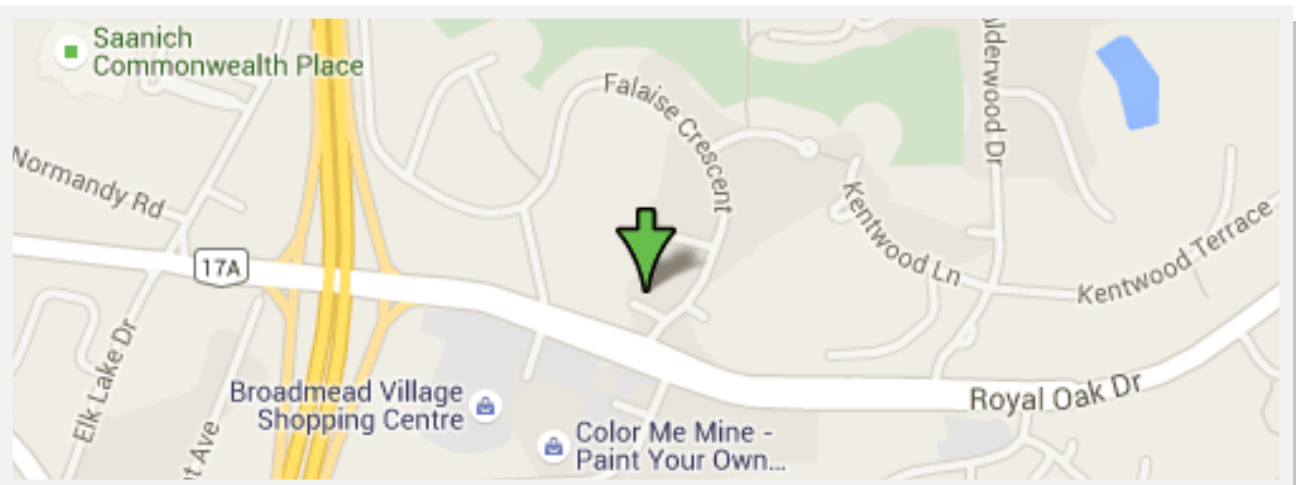 Saanich
Commonwealth Place
Falaise Crescent
Normandy Rd
17A
Kentwood Ln
Kentwood Terrace
Elk Lake Dr
Broadmead Village
Shopping Centre
Color Me Mine -
Paint Your Own...
Royal Oak Dr
alderwood Dr
t Ave